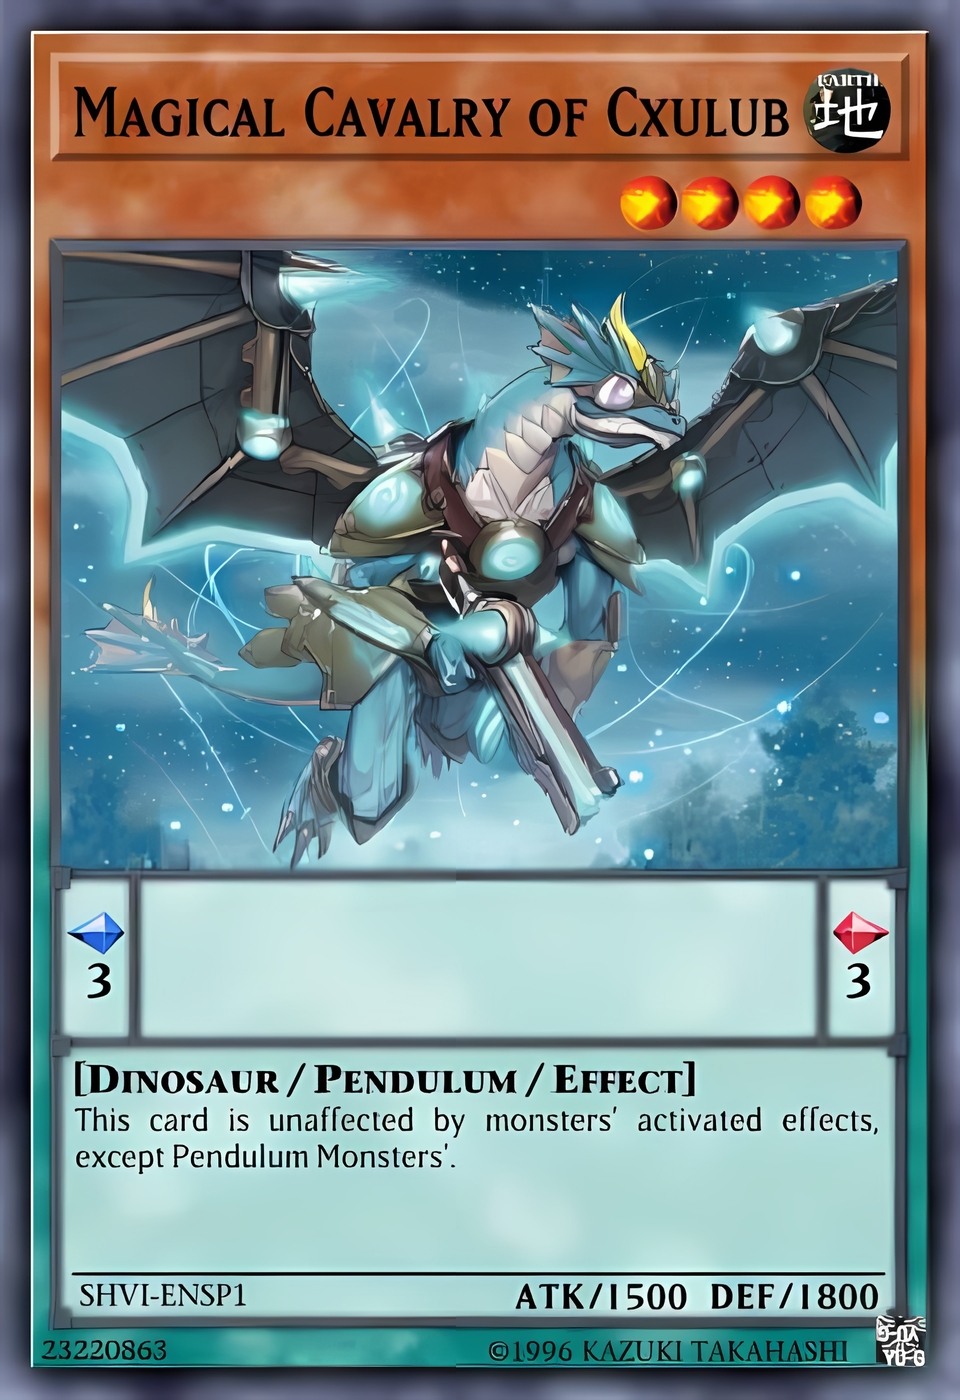 MAGICAL CAVALRY OF CXULUB
EARTH
地
3
3
[DINOSAUR / PENDULUM / EFFECT]
This card is unaffected by monsters' activated effects,
except Pendulum Monsters'.
SHVI-ENSP1
ATK/1500 DEF/1800
23220863
©1996 KAZUKI TAKAHASHI